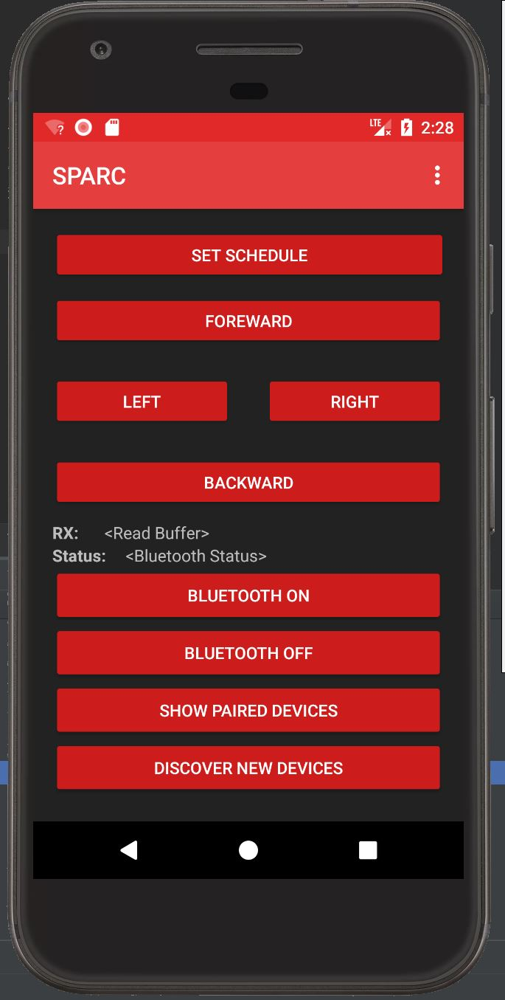 LTE 2:28
SPARC
SET SCHEDULE
FOREWARD
LEFT RIGHT
BACKWARD
RX: <Read Buffer>
Status: <Bluetooth Status>
BLUETOOTH ON
BLUETOOTH OFF
SHOW PAIRED DEVICES
DISCOVER NEW DEVICES